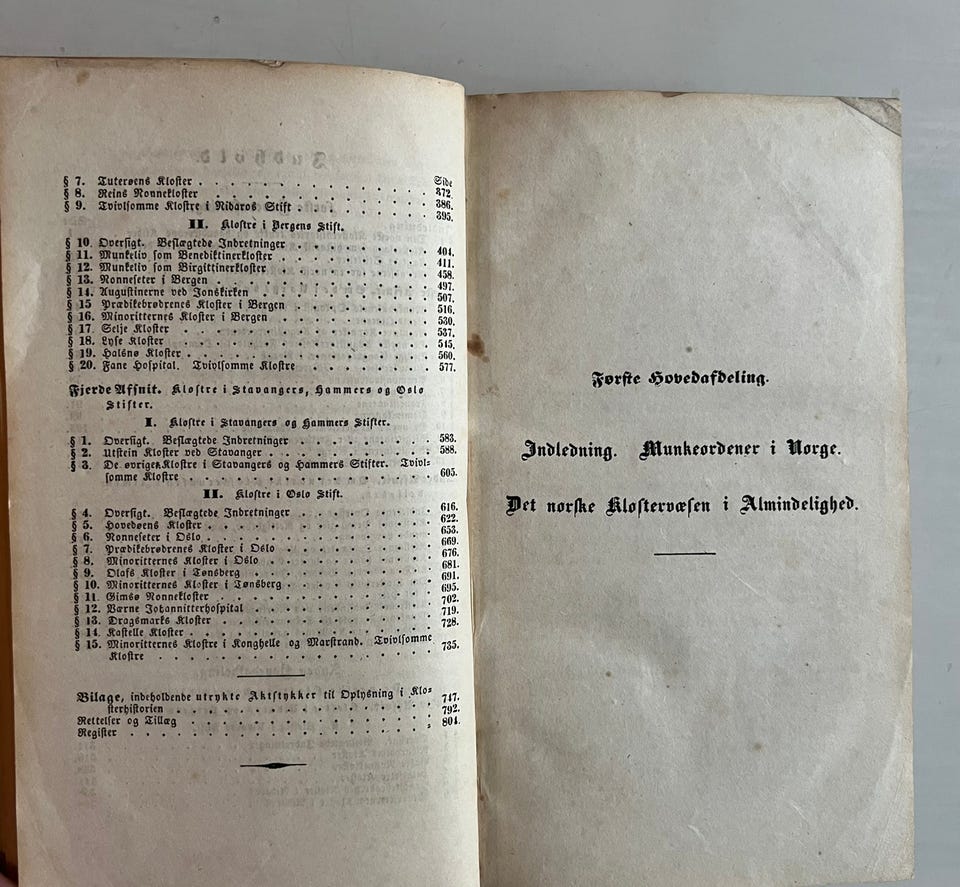 Side
§ 7. Tuterøens Kloster . . . . . . . . . . 372.
§ 8. Reins Nonnekloster . . . . . . . . . . 386.
§ 9. Tvivlsomme Klostre i Nidaros Stift . . . . . . 395.
II. Klostre i Bergens Stift.
§ 10. Oversigt. Beslægtede Indretninger . . . . . . 401.
§ 11. Munkeliv som Benediktinerkloster . . . . . . 411.
§ 12. Munkeliv som Birgittinerkloster . . . . . . 458.
§ 13. Nonneseter i Bergen . . . . . . . . . 497.
§ 14. Augustinerne ved Jonskirken . . . . . . . 507.
§ 15 Prædikebrødrenes Kloster i Bergen . . . . . . 516.
§ 16. Minoritternes Kloster i Bergen . . . . . . . 530.
§ 17. Selje Kloster . . . . . . . . . . 537.
§ 18. Lyse Kloster . . . . . . . . . . 545.
§ 19. Halsnø Kloster . . . . . . . . . . 560.
§ 20. Fane Hospital. Tvivlsomme Klostre . . . . . . 577.
Fjerde Afsnit. Klostre i Stavangers, Hammers og Oslo
Stifter.
I. Klostre i Stavangers og Hammers Stifter.
§ 1. Oversigt. Beslægtede Indretninger . . . . . . 583.
§ 2. Utstein Kloster ved Stavanger . . . . . . . 588.
§ 3. De øvrige Klostre i Stavangers og Hammers Stifter. Tvivl-
somme Klostre . . . . . . . . . . 605.
II. Klostre i Oslo Stift.
§ 4. Oversigt. Beslægtede Indretninger . . . . . . 616.
§ 5. Hovedøens Kloster . . . . . . . . . 622.
§ 6. Nonneseter i Oslo . . . . . . . . . 653.
§ 7. Prædikebrødrenes Kloster i Oslo . . . . . . 669.
§ 8. Minoritternes Kloster i Oslo . . . . . . . 676.
§ 9. Olafs Kloster i Tønsberg . . . . . . . . 681.
§ 10. Minoritternes Kloster i Tønsberg . . . . . . 691.
§ 11. Gimsø Nonnekloster . . . . . . . . . 695.
§ 12. Værne Johannitterhospital . . . . . . . . 702.
§ 13. Dragsmarks Kloster . . . . . . . . . 719.
§ 14. Kastelle Kloster . . . . . . . . . . 728.
§ 15. Minoritternes Klostre i Konghelle og Marstrand. Tvivlsomme
Klostre . . . . . . . . . . . 735.
Bilage, indeholdende utrykte Aktstykker til Oplysning i Klo-
sterhistorien . . . . . . . . . . 747.
Rettelser og Tillæg . . . . . . . . . . 792.
Register . . . . . . . . . . . . 804.
Første Hovedafdeling.
Indledning. Munkeordener i Norge.
Det norske Klostervæsen i Almindelighed.